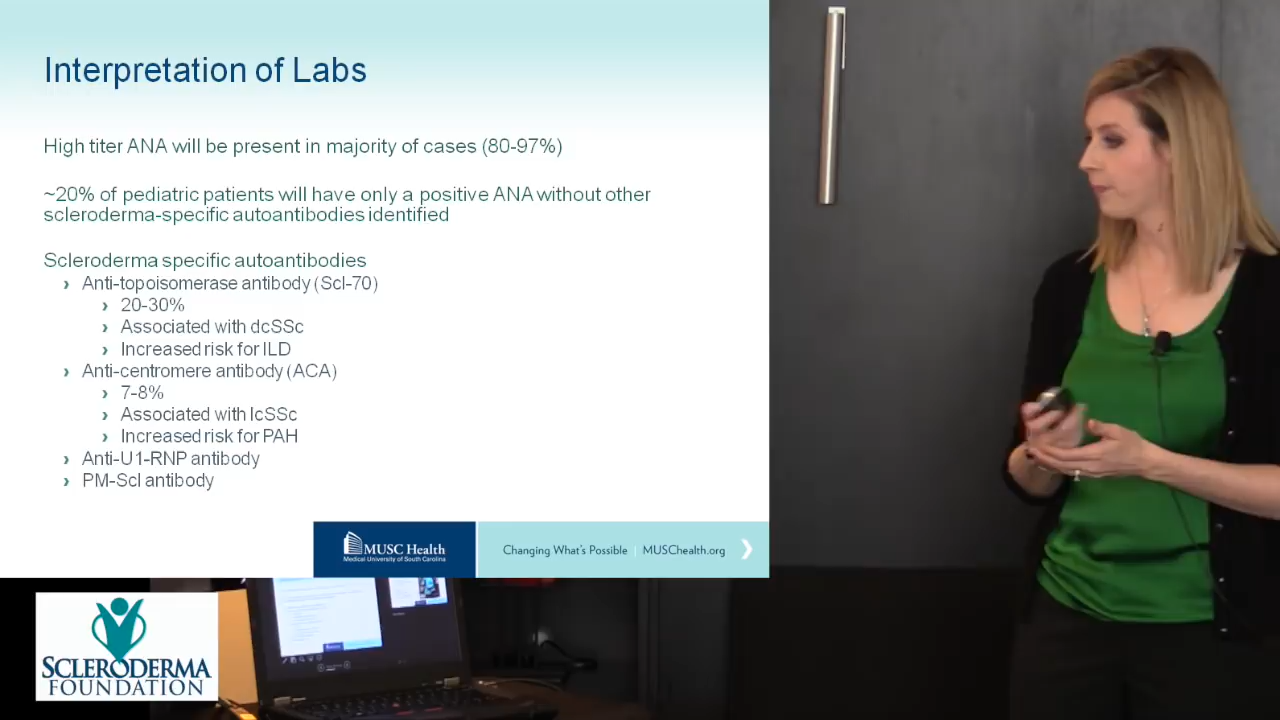 Interpretation of Labs
High titer ANA will be present in majority of cases (80-97%)
~20% of pediatric patients will have only a positive ANA without other
scleroderma-specific autoantibodies identified
Scleroderma specific autoantibodies
› Anti-topoisomerase antibody (Scl-70)
› 20-30%
› Associated with dcSSc
› Increased risk for ILD
› Anti-centromere antibody (ACA)
› 7-8%
› Associated with lcSSc
› Increased risk for PAH
› Anti-U1-RNP antibody
› PM-Scl antibody
MUSC Health
Medical University of South Carolina
Changing What's Possible | MUSChealth.org ›
SCLERODERMA
FOUNDATION